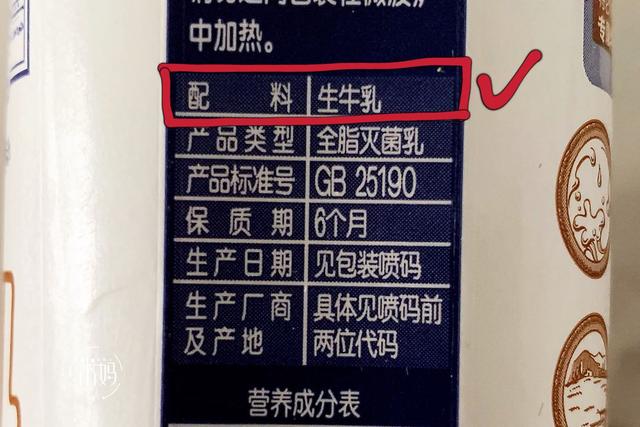 中加热。
配料 生牛乳
产品类型 全脂灭菌乳
产品标准号 GB 25190
保质期 6个月
生产日期 见包装喷码
生产厂商 具体见喷码前
及产地 两位代码
营养成分表